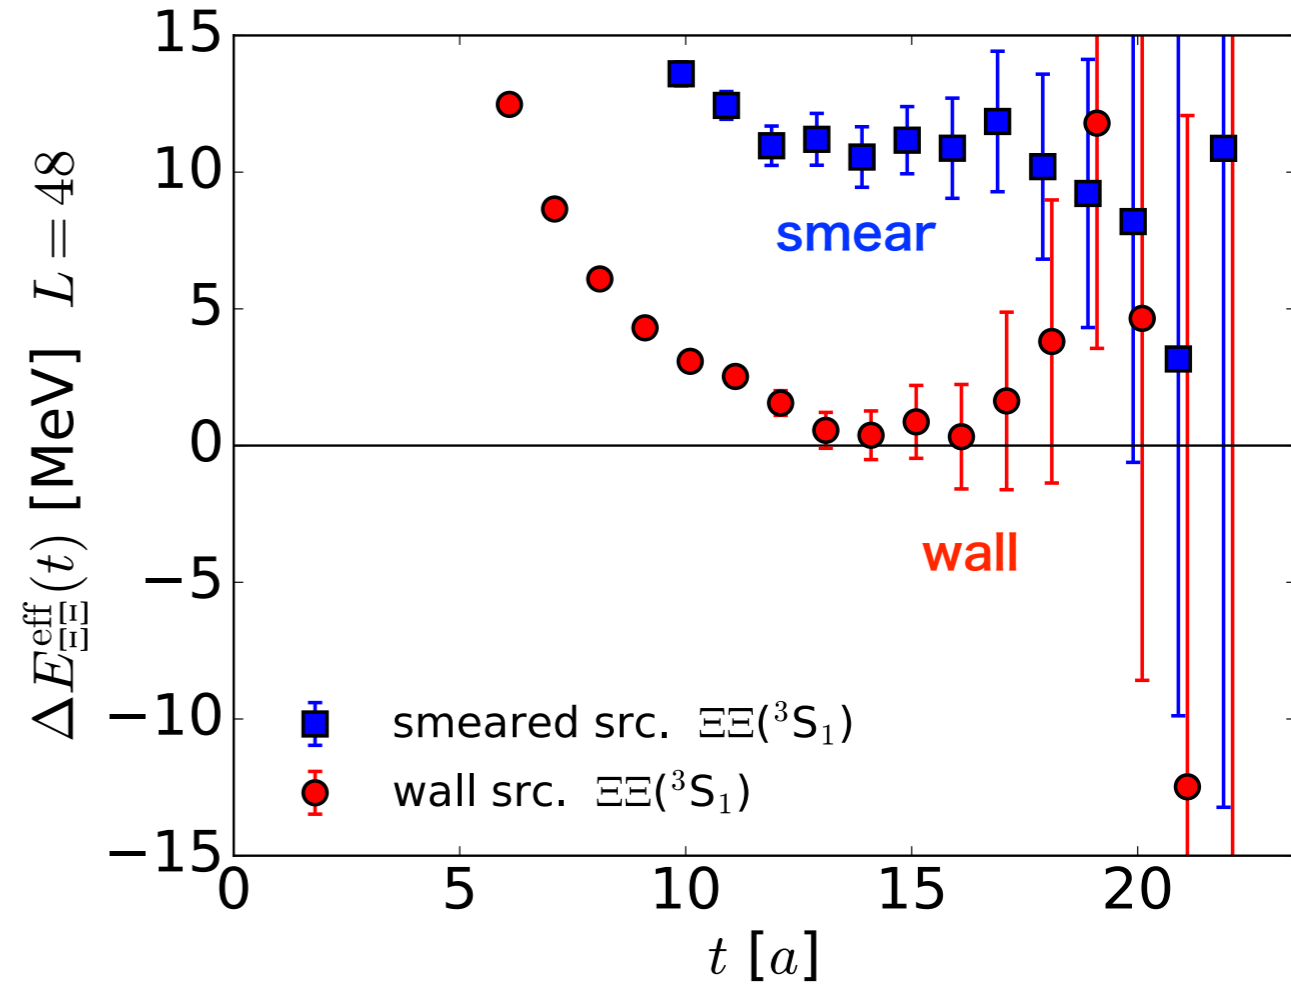 ΔE^eff_ΞΞ(t) [MeV] L = 48
15
10
5
0
−5
−10
−15
smear
wall
smeared src. ΞΞ(³S₁)
wall src. ΞΞ(³S₁)
0 5 10 15 20
t [a]